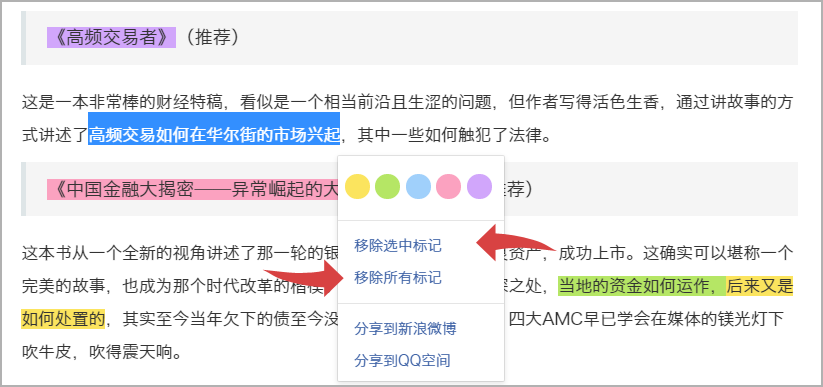 《高频交易者》（推荐）
这是一本非常棒的财经特稿，看似是一个相当前沿且生涩的问题，但作者写得活色生香，通过讲故事的方
式讲述了高频交易如何在华尔街的市场兴起，其中一些如何触犯了法律。
《中国金融大揭密——异常崛起的大
荐）
这本书从一个全新的视角讲述了那一轮的银
资产，成功上市。这确实可以堪称一个
移除选中标记
完美的故事，也成为那个时代改革的楷模
之处，当地的资金如何运作，后来又是
移除所有标记
如何处置的，其实至今当年欠下的债至今没
四大AMC早已学会在媒体的镁光灯下
分享到新浪微博
吹牛皮，吹得震天响。
分享到QQ空间